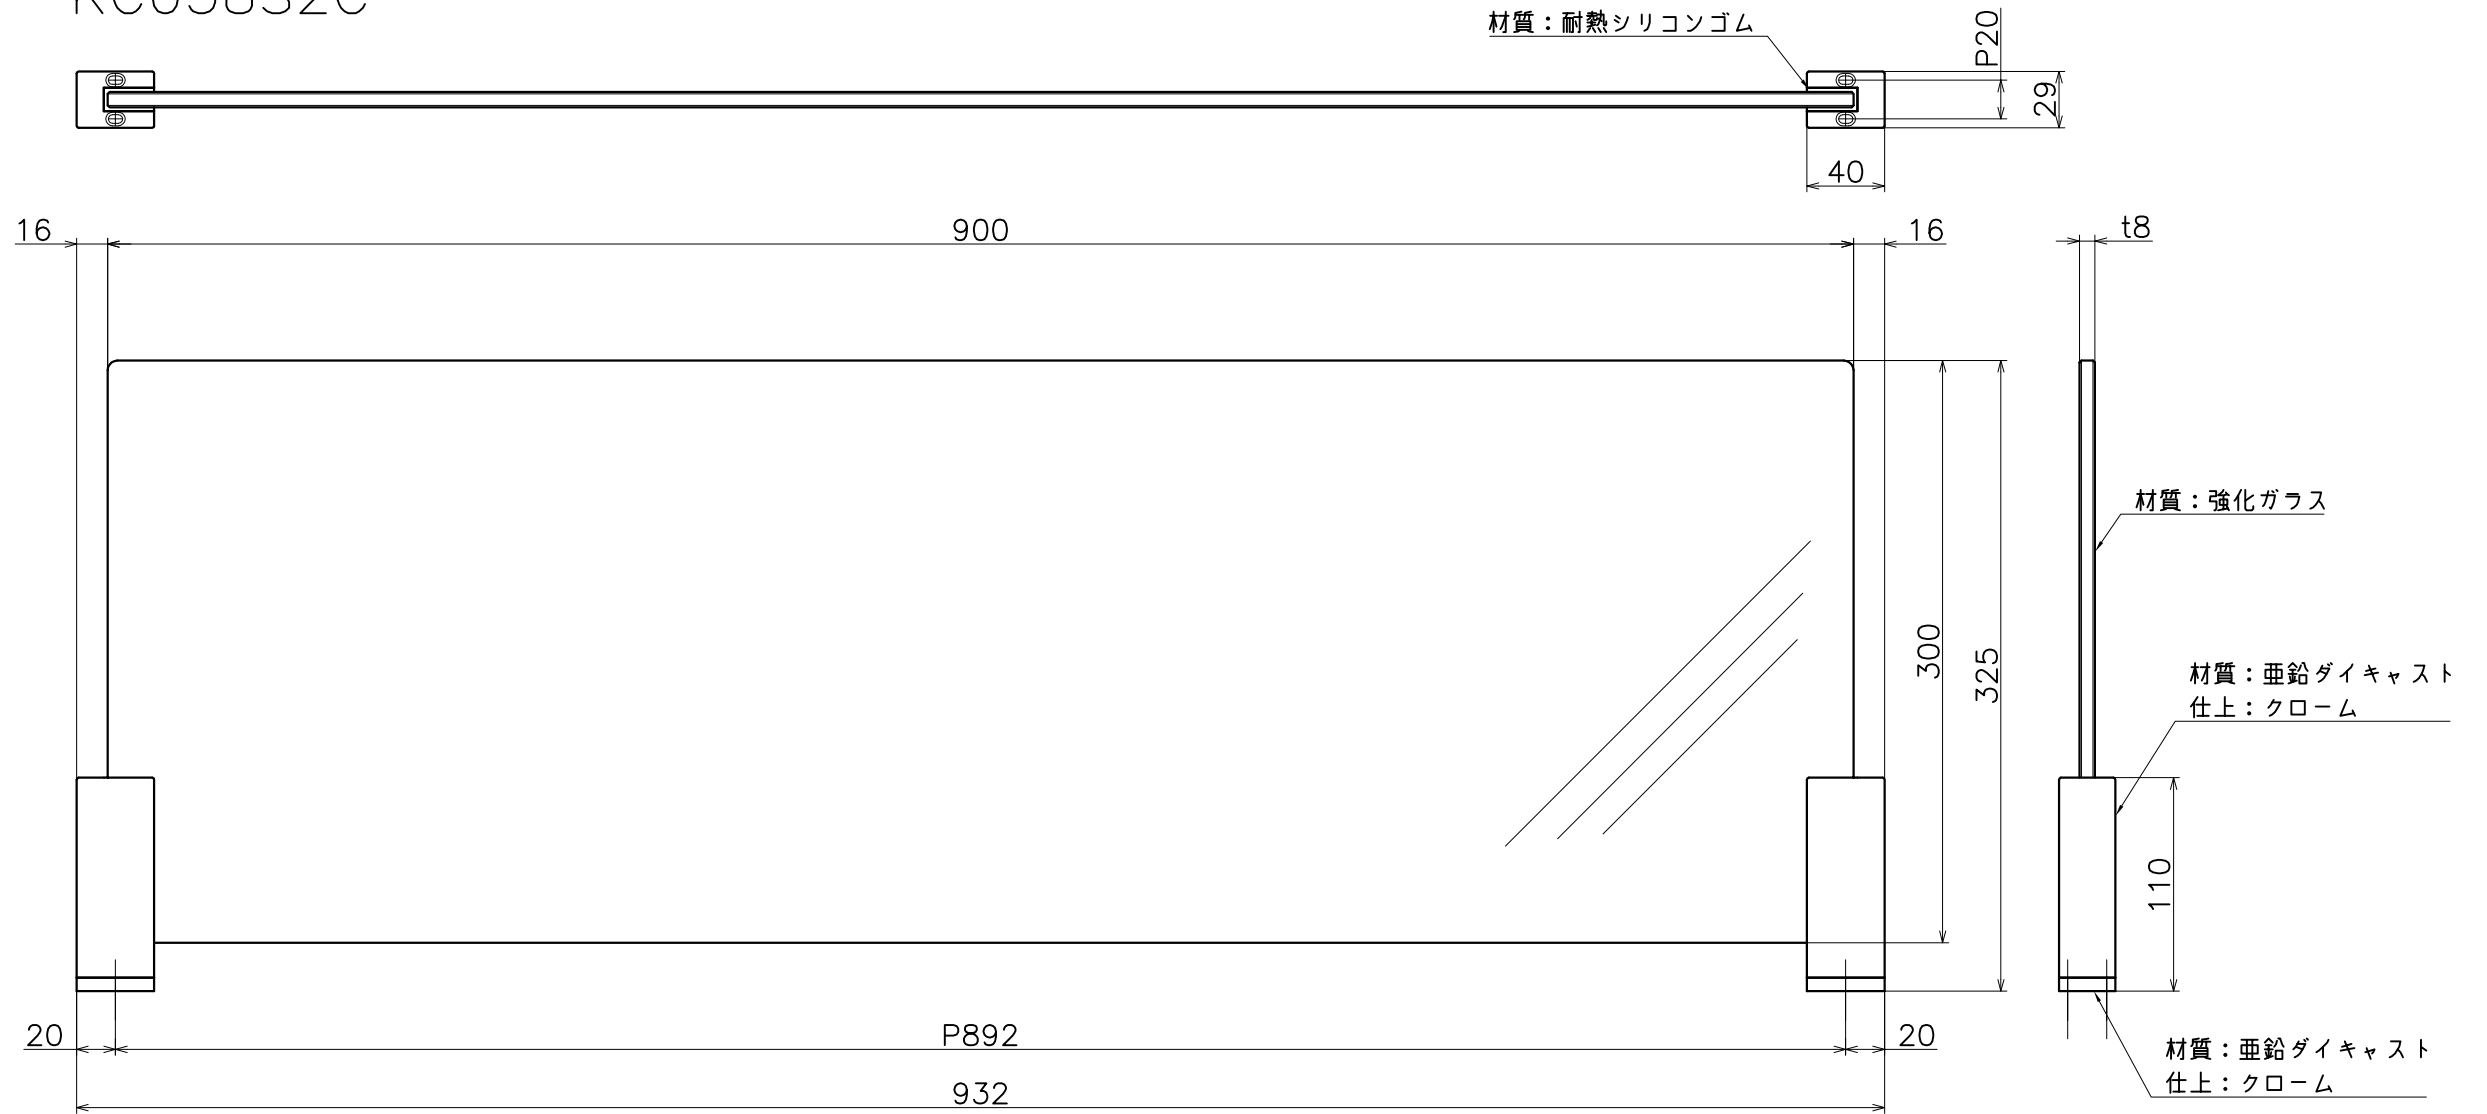 材質：耐熱シリコンゴム
P20
29
40
16
900
16
t8
材質：強化ガラス
300
325
材質：亜鉛ダイキャスト
仕上：クローム
110
20
P892
20
932
材質：亜鉛ダイキャスト
仕上：クローム